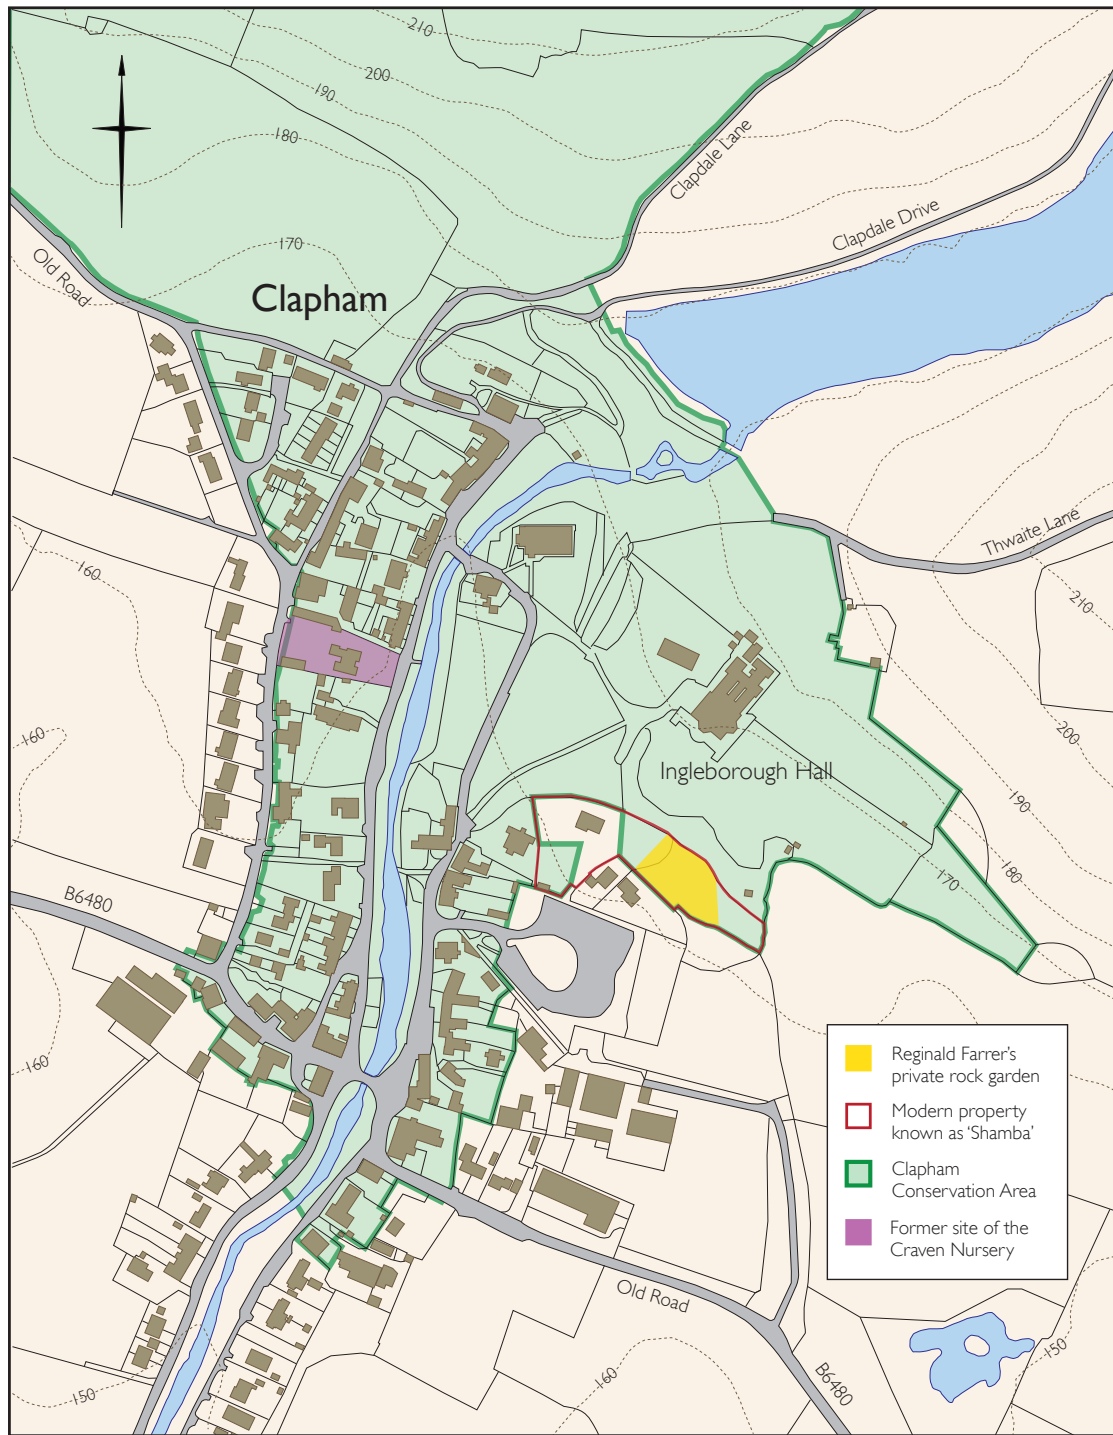 210
200
190
180
170
Clapdale Lane
Clapdale Drive
Old Road
Clapham
Thwaite Lane
160
210
160
200
Ingleborough Hall
190
180
170
B6480
160
Reginald Farrer's
private rock garden
Modern property
known as 'Shamba'
Clapham
Conservation Area
Former site of the
Craven Nursery
Old Road
B6480
150
160
150